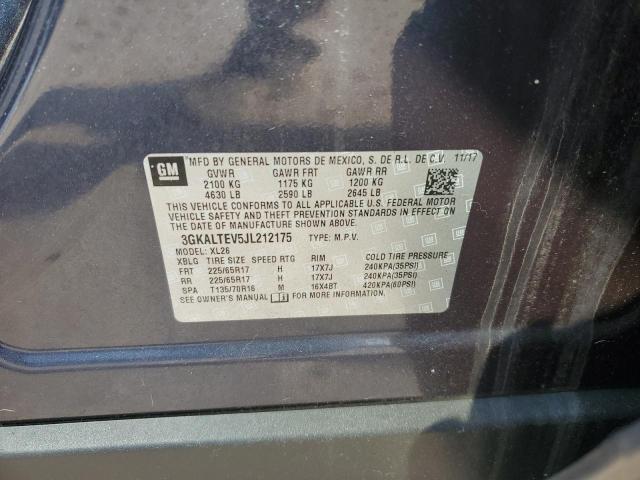 GM
MFD BY GENERAL MOTORS DE MEXICO, S. DE R.L. DE C.V. 11/17
GVWR GAWR FRT GAWR RR
2100 KG 1175 KG 1200 KG
4630 LB 2590 LB 2645 LB
THIS VEHICLE CONFORMS TO ALL APPLICABLE U.S. FEDERAL MOTOR
VEHICLE SAFETY AND THEFT PREVENTION STANDARDS IN EFFECT ON
THE DATE OF MANUFACTURE SHOWN ABOVE.
3GKALTEV5JL212175 TYPE: M.P.V.
MODEL: XL26
XBLG TIRE SIZE SPEED RTG RIM COLD TIRE PRESSURE
FRT 225/65R17 H 17X7J 240KPA(35PSI)
RR 225/65R17 H 17X7J 240KPA(35PSI)
SPA T135/70R16 M 16X4BT 420KPA(60PSI)
SEE OWNER'S MANUAL FOR MORE INFORMATION.